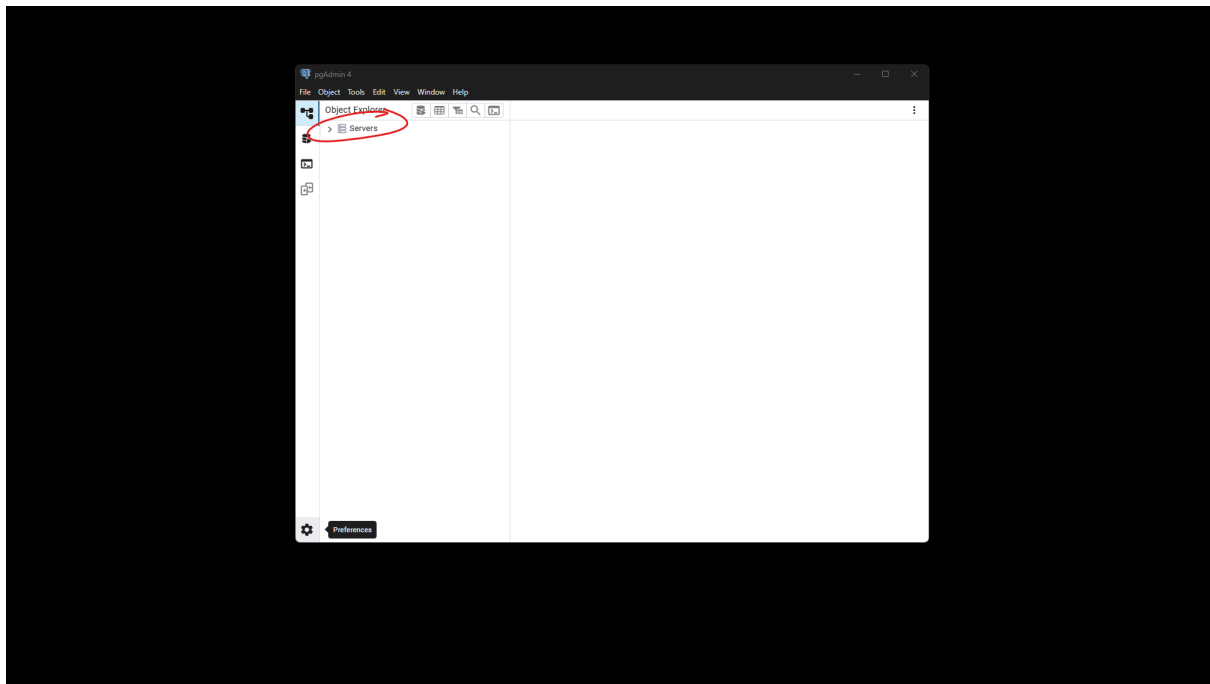 pgAdmin 4
File Object Tools Edit View Window Help
Object Explorer
Servers
Preferences